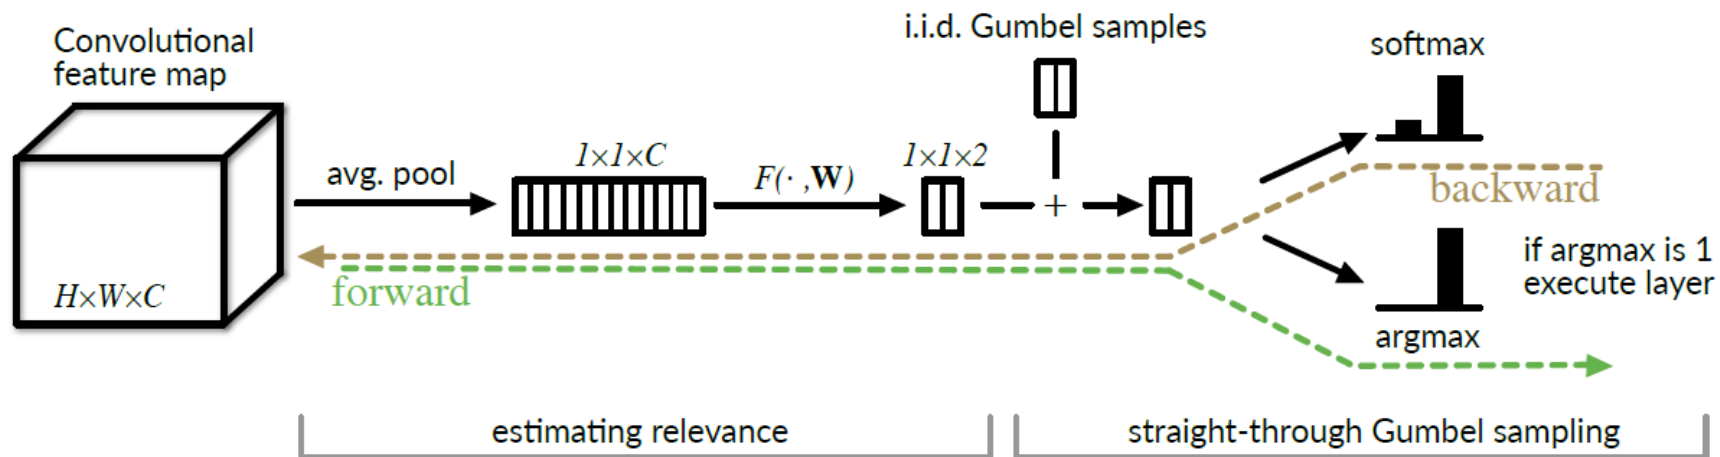 Convolutional
feature map
H×W×C
avg. pool
1×1×C
F(· ,W)
1×1×2
i.i.d. Gumbel samples
+
softmax
backward
forward
if argmax is 1
execute layer
argmax
estimating relevance
straight-through Gumbel sampling